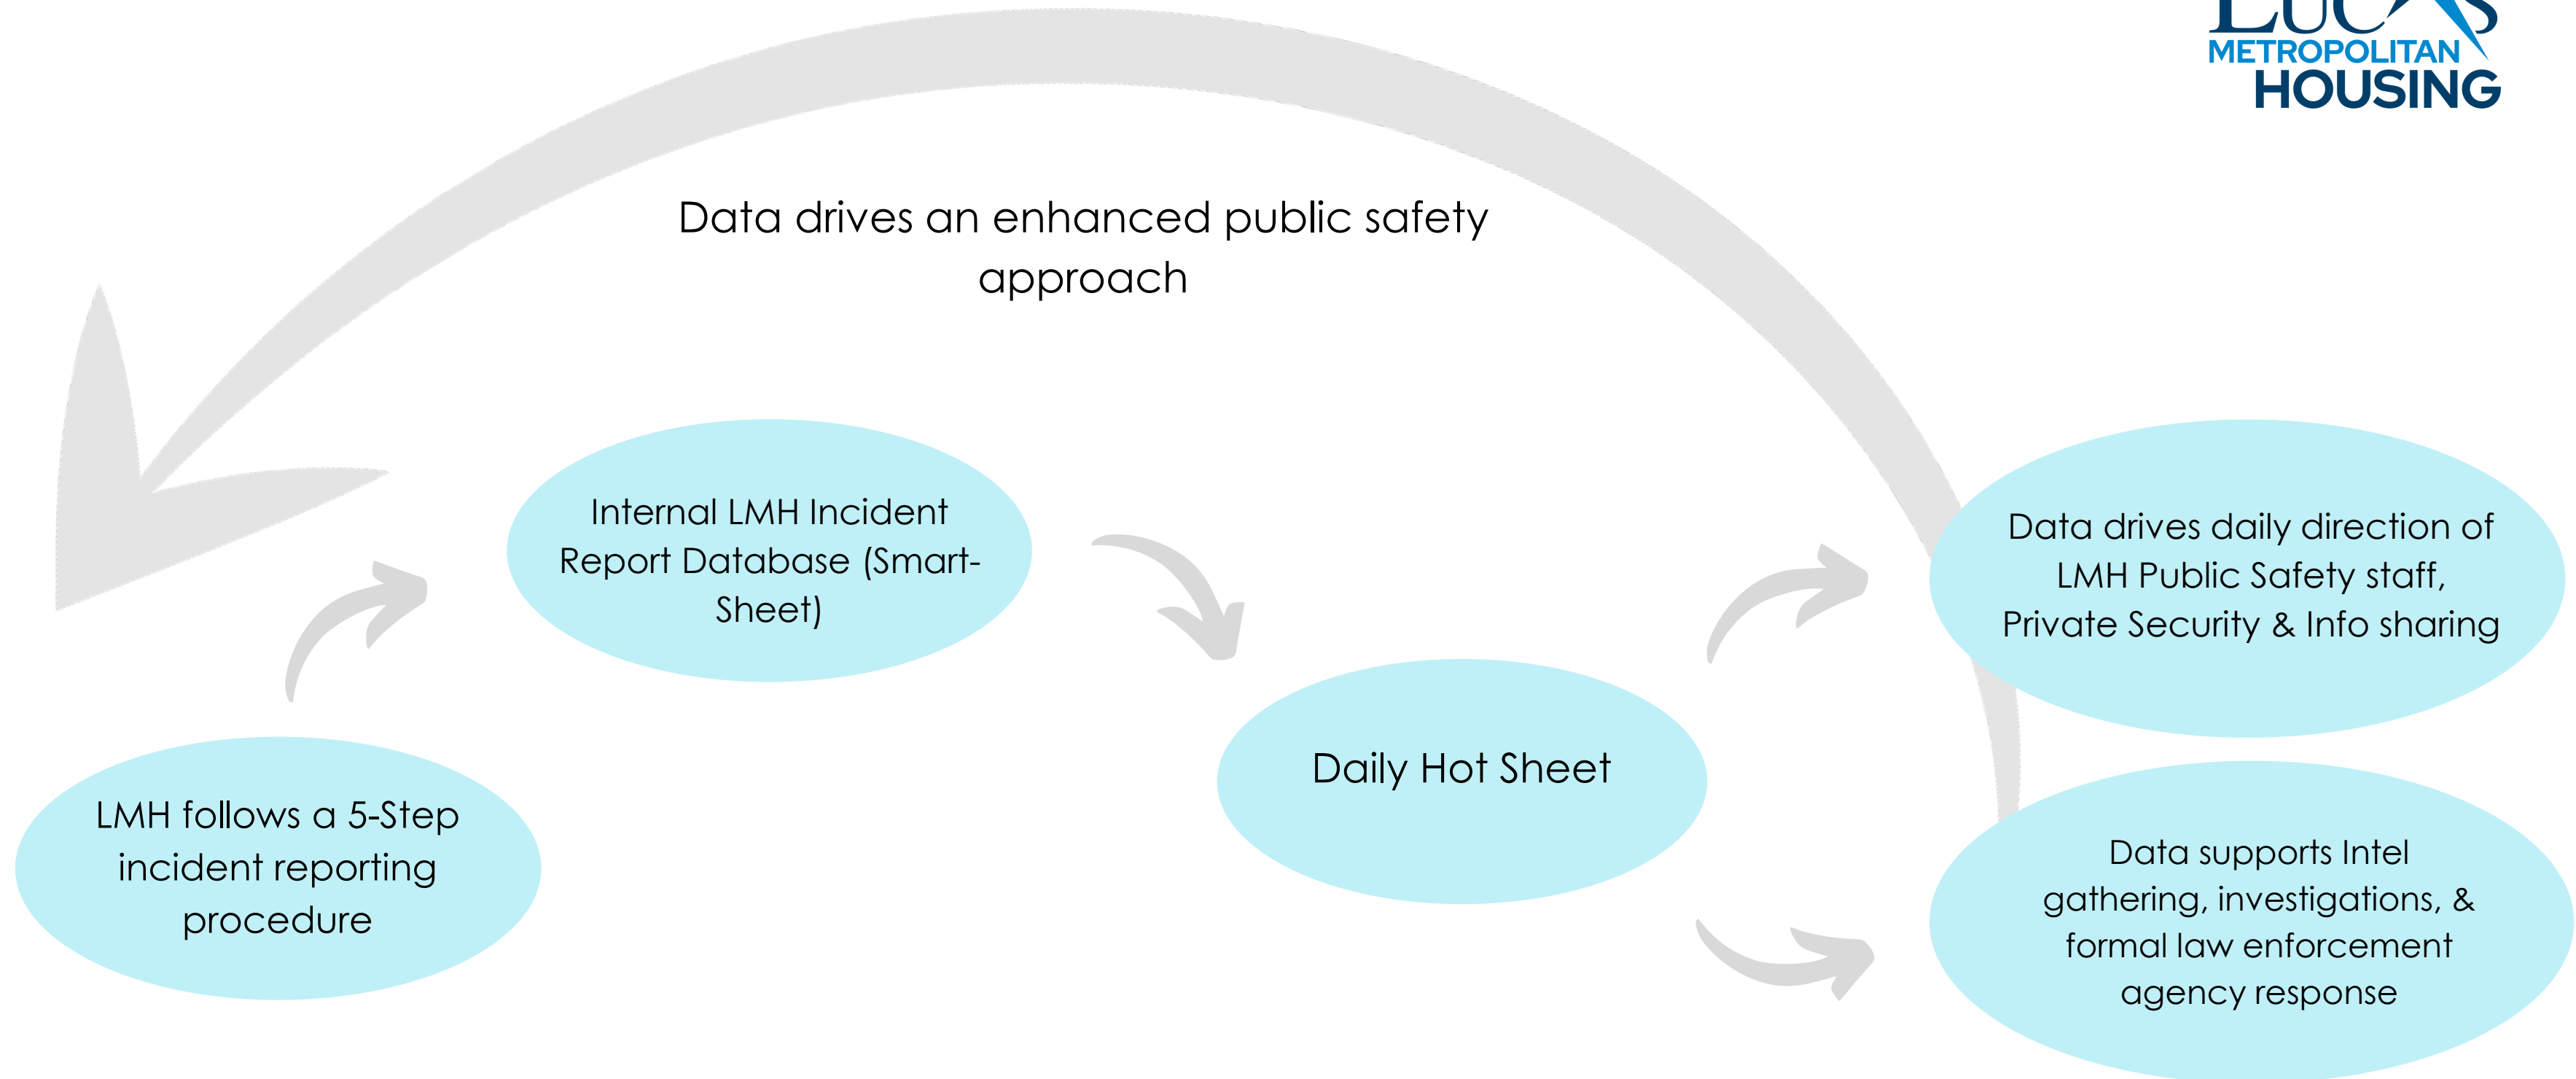 LUCAS
METROPOLITAN
HOUSING
Data drives an enhanced public safety
approach
Internal LMH Incident
Report Database (Smart-
Sheet)
Data drives daily direction of
LMH Public Safety staff,
Private Security & Info sharing
LMH follows a 5-Step
incident reporting
procedure
Daily Hot Sheet
Data supports Intel
gathering, investigations, &
formal law enforcement
agency response